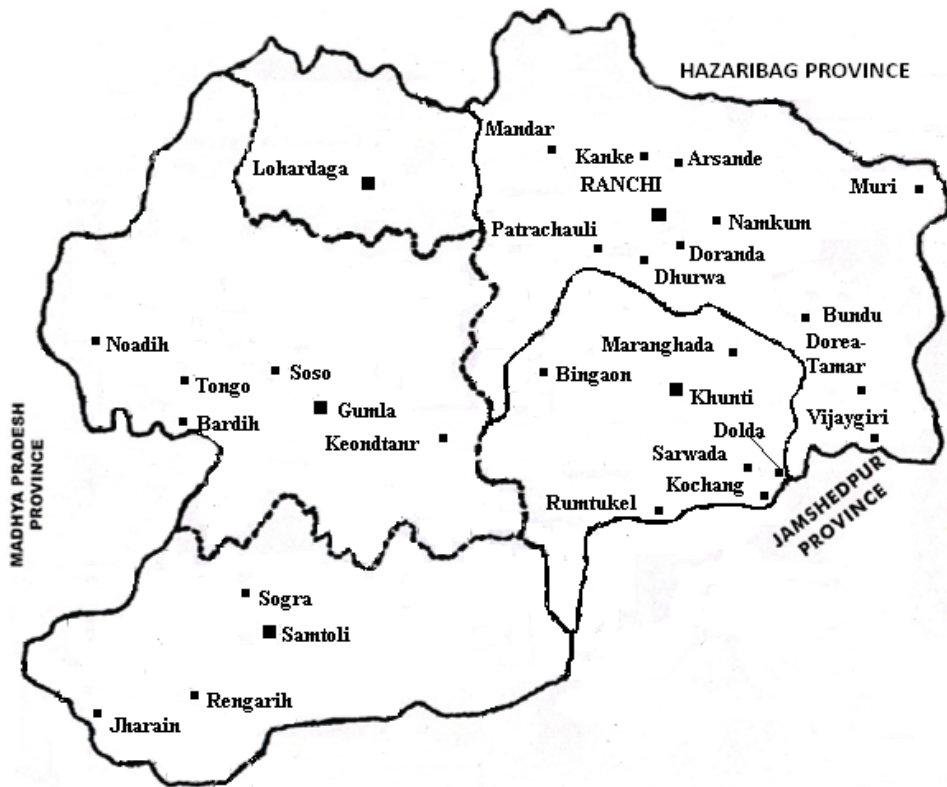 HAZARIBAG PROVINCE
Mandar
Kanke
Arsande
Lohardaga
RANCHI
Muri
Patrachauli
Namkum
Doranda
Dhurwa
Bundu
Noadih
Maranghada
Dorea-
Tamar
Soso
Bingaon
Tongo
Khunti
Gumla
Bardih
Vijaygiri
Keondtanr
Dolda
Sarwada
Kochang
Rumtukel
MADHYA PRADESH
PROVINCE
JAMSHEDPUR
PROVINCE
Sogra
Samtoli
Rengarih
Jharain